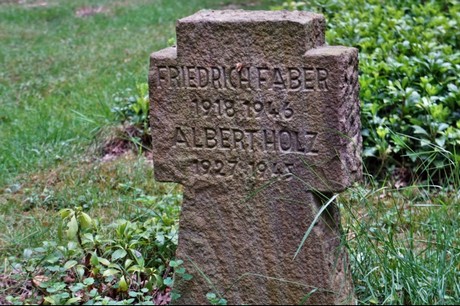 FRIEDRICH FABER
1918·1946
ALBERT HOLZ
1927·1945